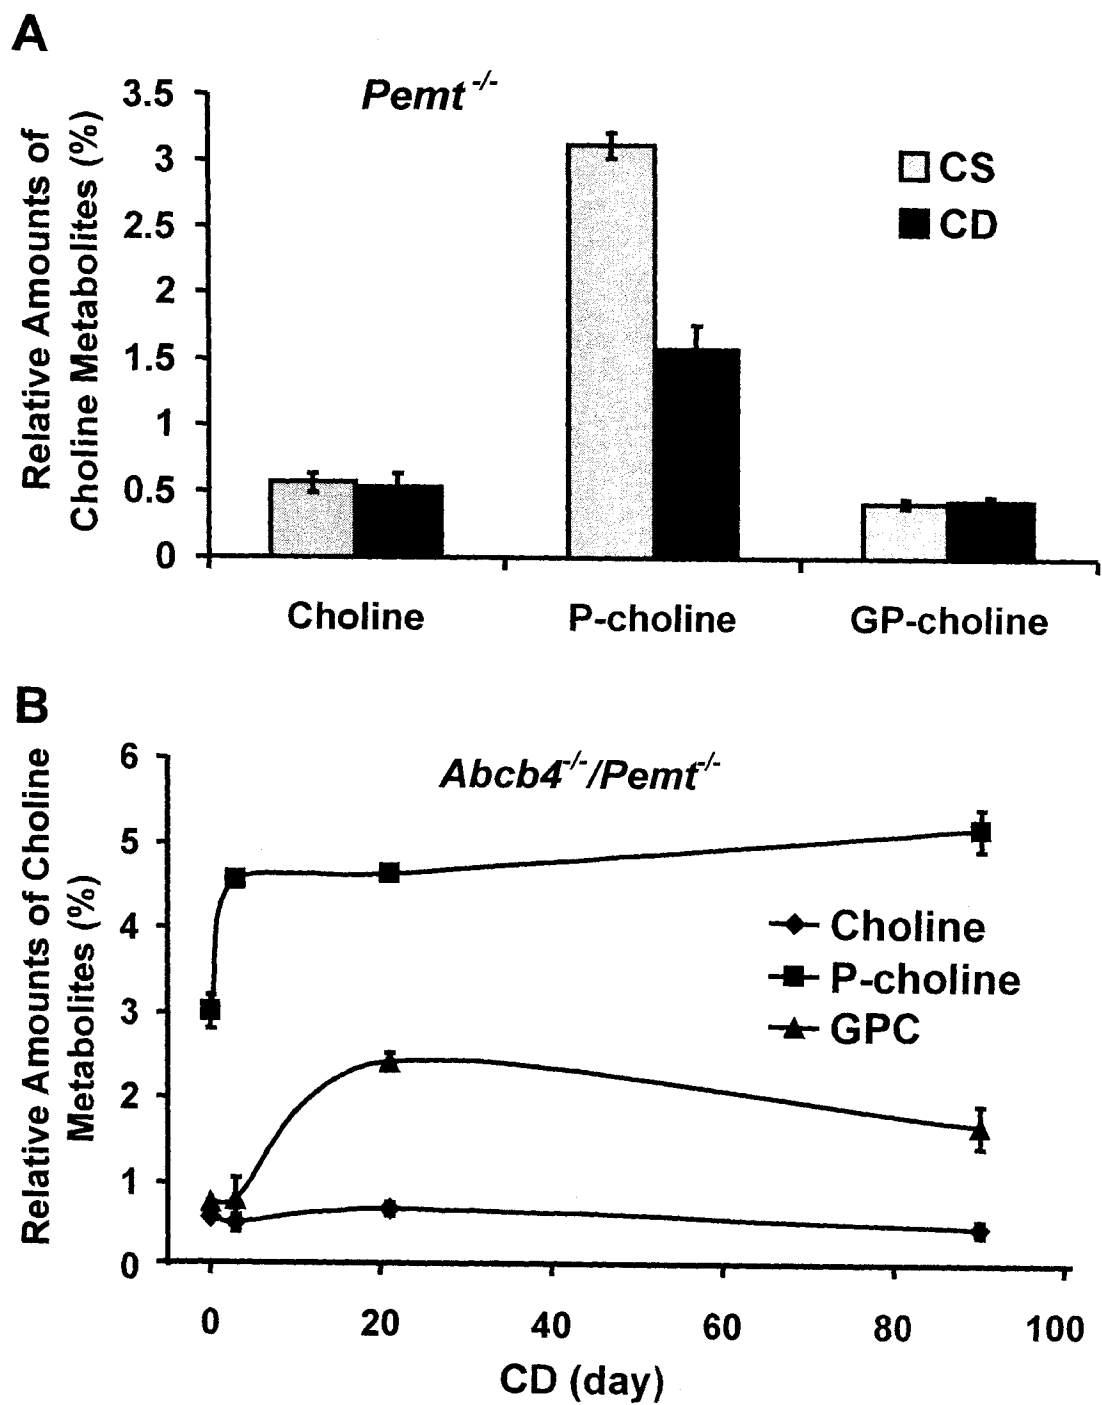 A
Pemt -/-
Relative Amounts of
Choline Metabolites (%)
3.5
3
2.5
2
1.5
1
0.5
0
CS
CD
Choline P-choline GP-choline
B
Abcb4-/-/Pemt-/-
Relative Amounts of Choline
Metabolites (%)
6
5
4
3
2
1
0
Choline
P-choline
GPC
0 20 40 60 80 100
CD (day)